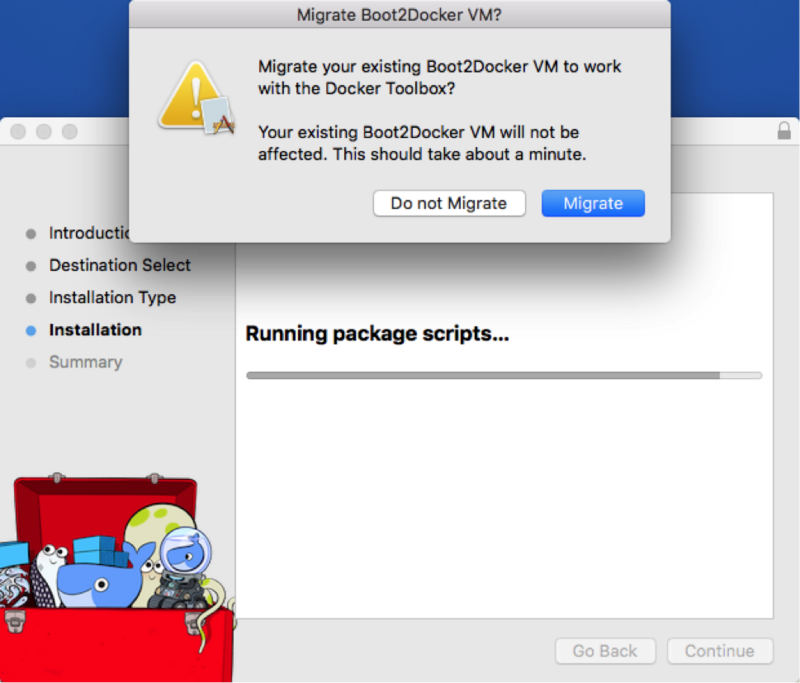 Migrate Boot2Docker VM?
Migrate your existing Boot2Docker VM to work
with the Docker Toolbox?
Your existing Boot2Docker VM will not be
affected. This should take about a minute.
Do not Migrate
Migrate
Introductio
Destination Select
Installation Type
Installation
Summary
Running package scripts...
Go Back
Continue